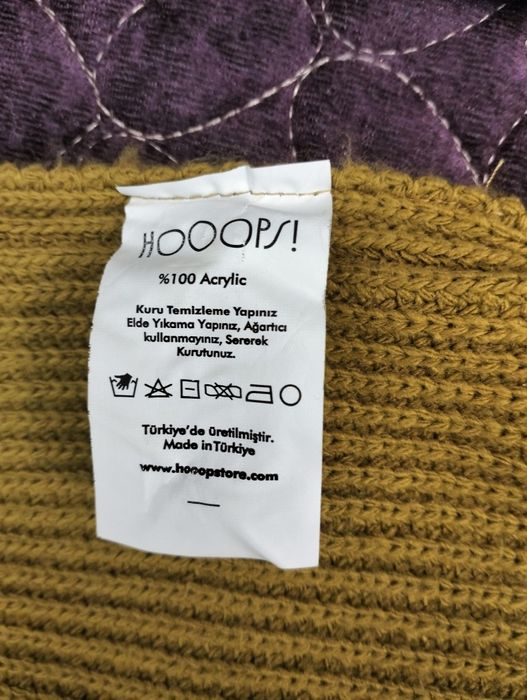 HOOOPS!
%100 Acrylic
Kuru Temizleme Yapınız
Elde Yıkama Yapınız, Ağartıcı
kullanmayınız, Sererek
Kurutunuz.
Türkiye'de üretilmiştir.
Made in Türkiye
www.hooopstore.com